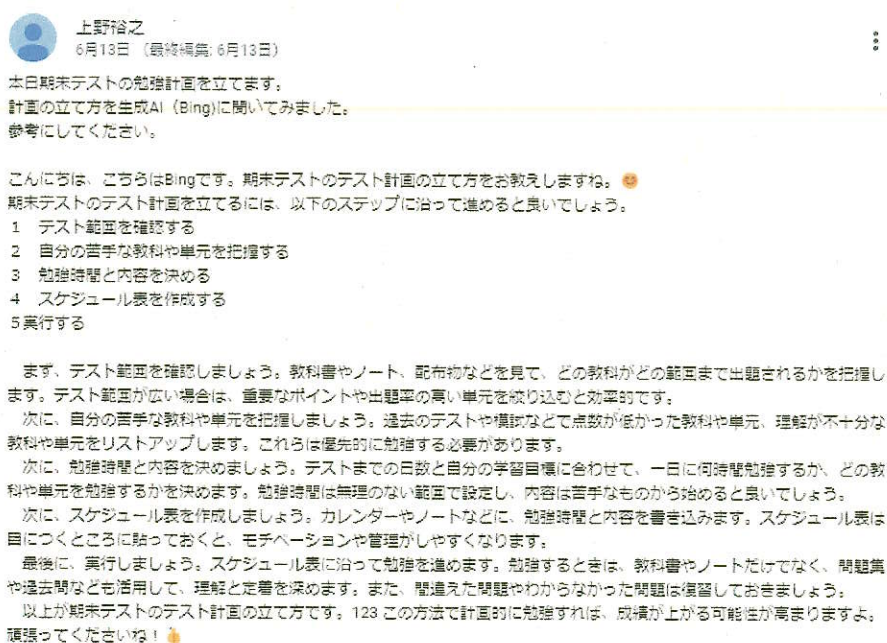 上野裕之
6月13日 （最終編集: 6月13日）
本日期末テストの勉強計画を立てます。
計画の立て方を生成AI（Bing)に聞いてみました。
参考にしてください。
こんにちは、こちらはBingです。期末テストのテスト計画の立て方をお教えしますね。😊
期末テストのテスト計画を立てるには、以下のステップに沿って進めると良いでしょう。
1　テスト範囲を確認する
2　自分の苦手な教科や単元を把握する
3　勉強時間と内容を決める
4　スケジュール表を作成する
5実行する
まず、テスト範囲を確認しましょう。教科書やノート、配布物などを見て、どの教科がどの範囲まで出題されるかを把握し
ます。テスト範囲が広い場合は、重要なポイントや出題率の高い単元を絞り込むと効率的です。
次に、自分の苦手な教科や単元を把握しましょう。過去のテストや模試などで点数が低かった教科や単元、理解が不十分な
教科や単元をリストアップします。これらは優先的に勉強する必要があります。
次に、勉強時間と内容を決めましょう。テストまでの日数と自分の学習目標に合わせて、一日に何時間勉強するか、どの教
科や単元を勉強するかを決めます。勉強時間は無理のない範囲で設定し、内容は苦手なものから始めると良いでしょう。
次に、スケジュール表を作成しましょう。カレンダーやノートなどに、勉強時間と内容を書き込みます。スケジュール表は
目につくところに貼っておくと、モチベーションや管理がしやすくなります。
最後に、実行しましょう。スケジュール表に沿って勉強を進めます。勉強するときは、教科書やノートだけでなく、問題集
や過去問なども活用して、理解と定着を深めます。また、間違えた問題やわからなかった問題は復習しておきましょう。
以上が期末テストのテスト計画の立て方です。123 この方法で計画的に勉強すれば、成績が上がる可能性が高まりますよ。
頑張ってくださいね！👍